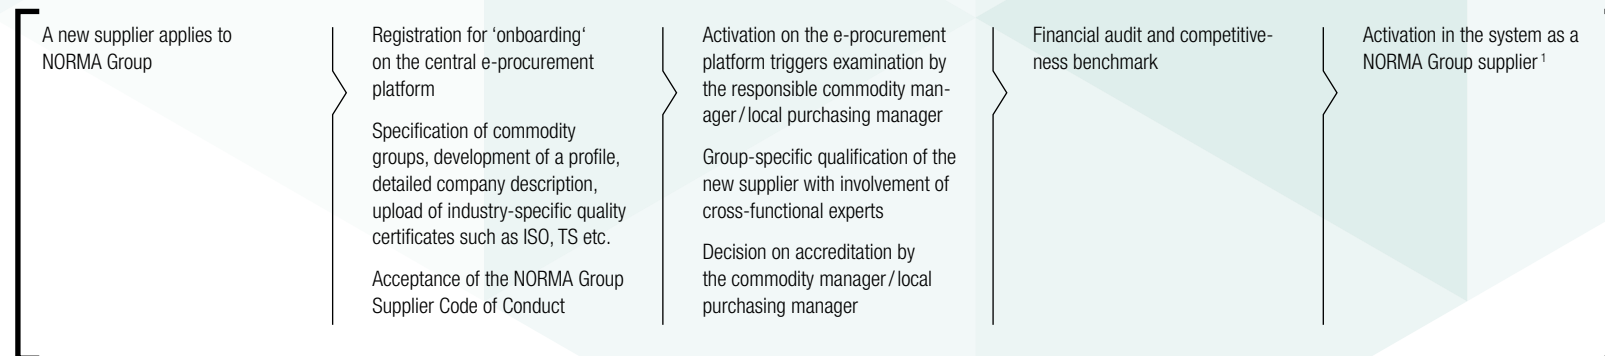 A new supplier applies to
NORMA Group
Registration for ‘onboarding‘
on the central e-procurement
platform
Specification of commodity
groups, development of a profile,
detailed company description,
upload of industry-specific quality
certificates such as ISO, TS etc.
Acceptance of the NORMA Group
Supplier Code of Conduct
Activation on the e-procurement
platform triggers examination by
the responsible commodity man-
ager / local purchasing manager
Group-specific qualification of the
new supplier with involvement of
cross-functional experts
Decision on accreditation by
the commodity manager / local
purchasing manager
Financial audit and competitive-
ness benchmark
Activation in the system as a
NORMA Group supplier ¹